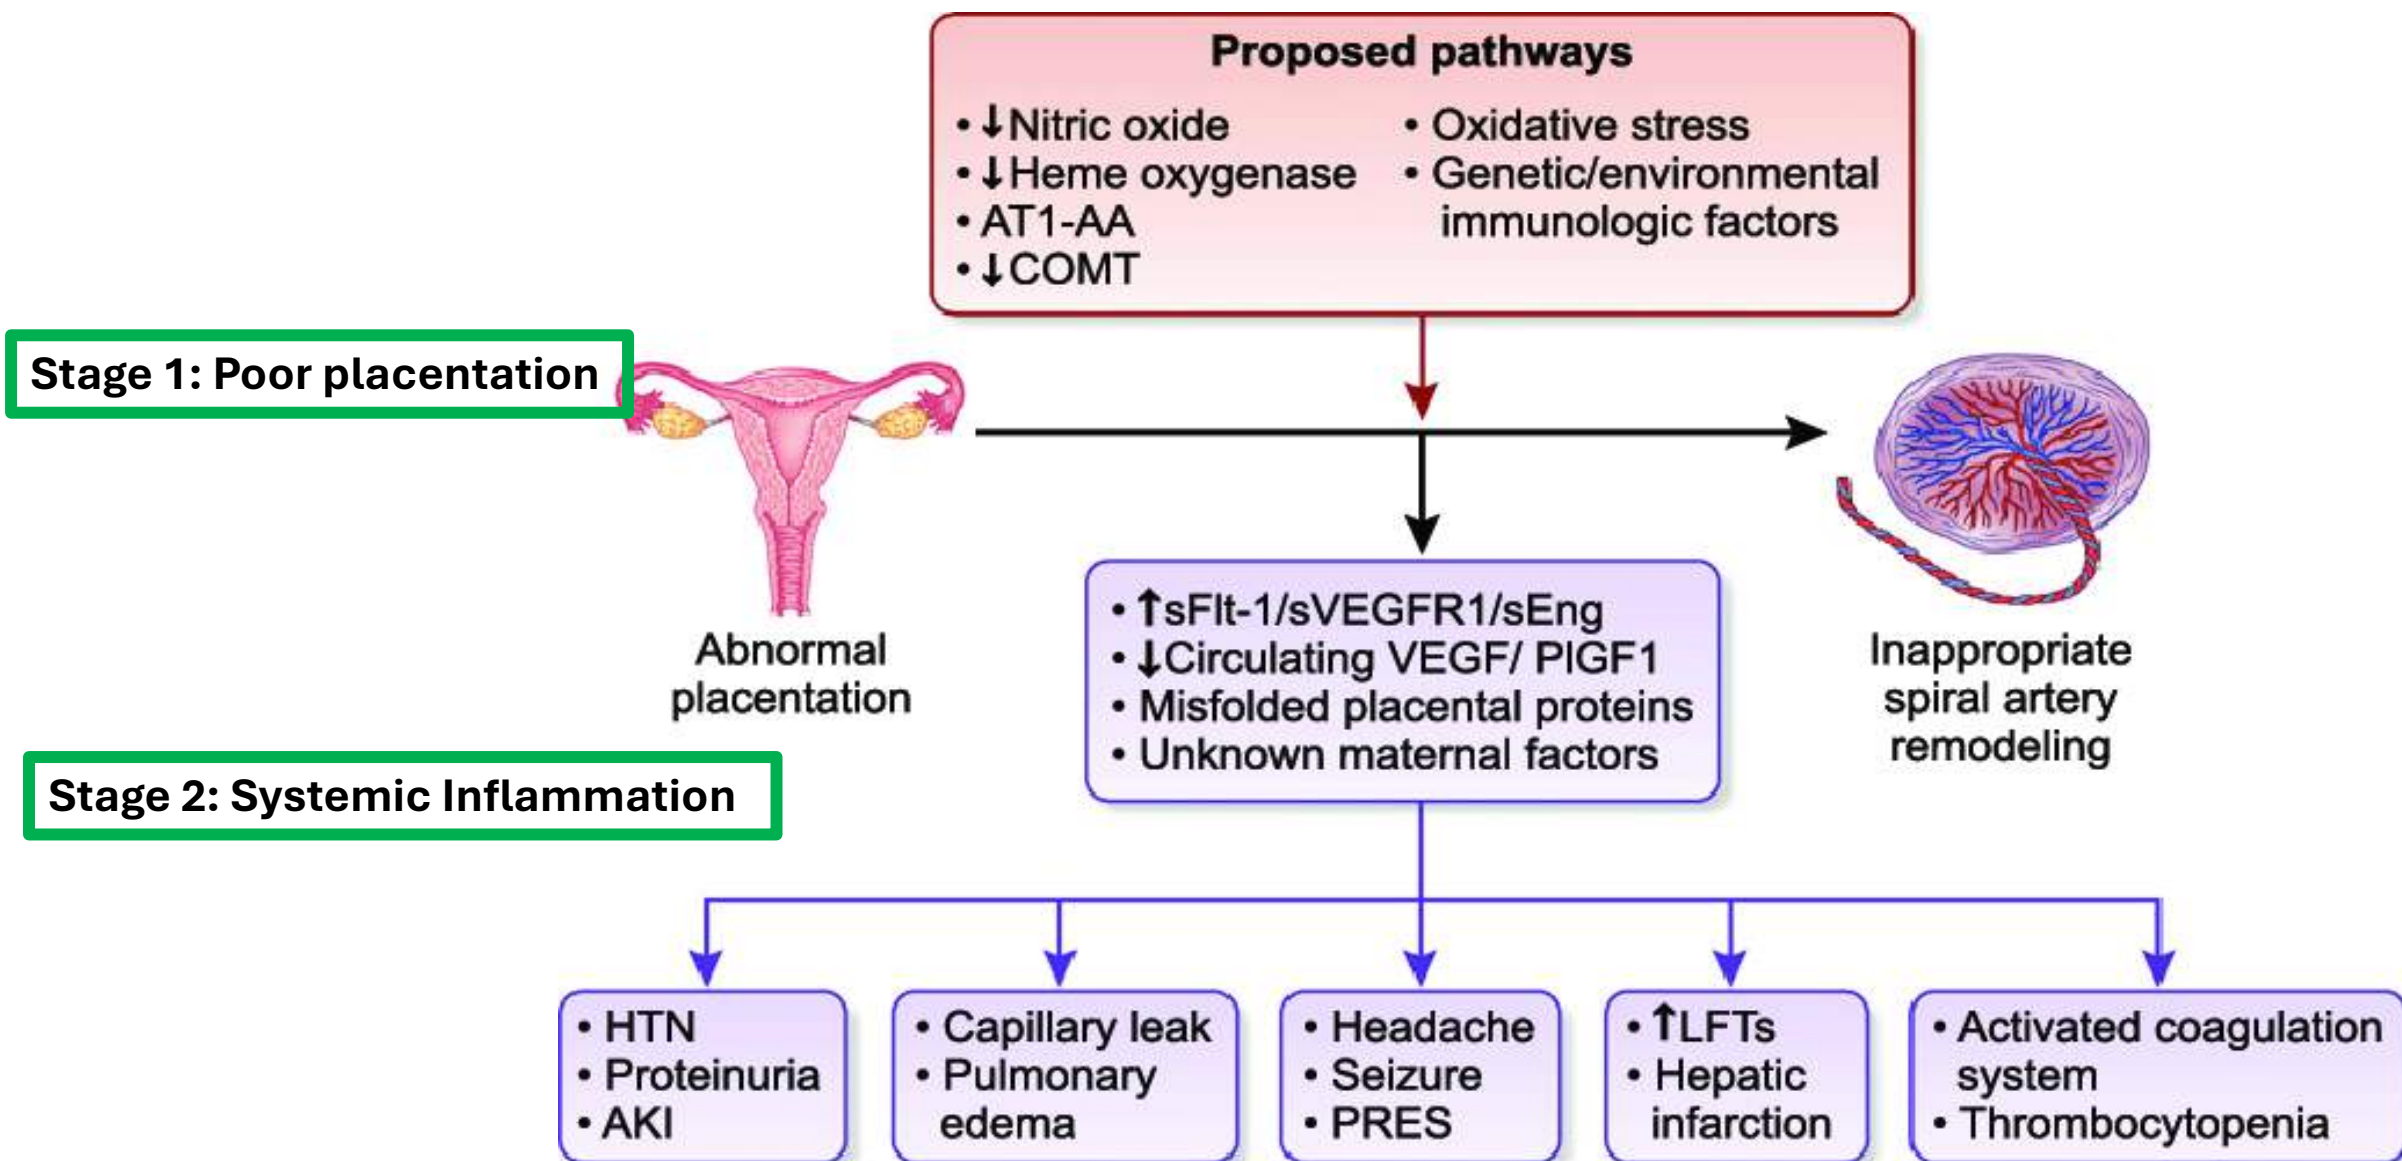 Proposed pathways
• ↓Nitric oxide
• ↓Heme oxygenase
• AT1-AA
• ↓COMT
• Oxidative stress
• Genetic/environmental
immunologic factors
Stage 1: Poor placentation
Abnormal
placentation
Inappropriate
spiral artery
remodeling
• ↑sFlt-1/sVEGFR1/sEng
• ↓Circulating VEGF/ PlGF1
• Misfolded placental proteins
• Unknown maternal factors
Stage 2: Systemic Inflammation
• HTN
• Proteinuria
• AKI
• Capillary leak
• Pulmonary
edema
• Headache
• Seizure
• PRES
• ↑LFTs
• Hepatic
infarction
• Activated coagulation
system
• Thrombocytopenia